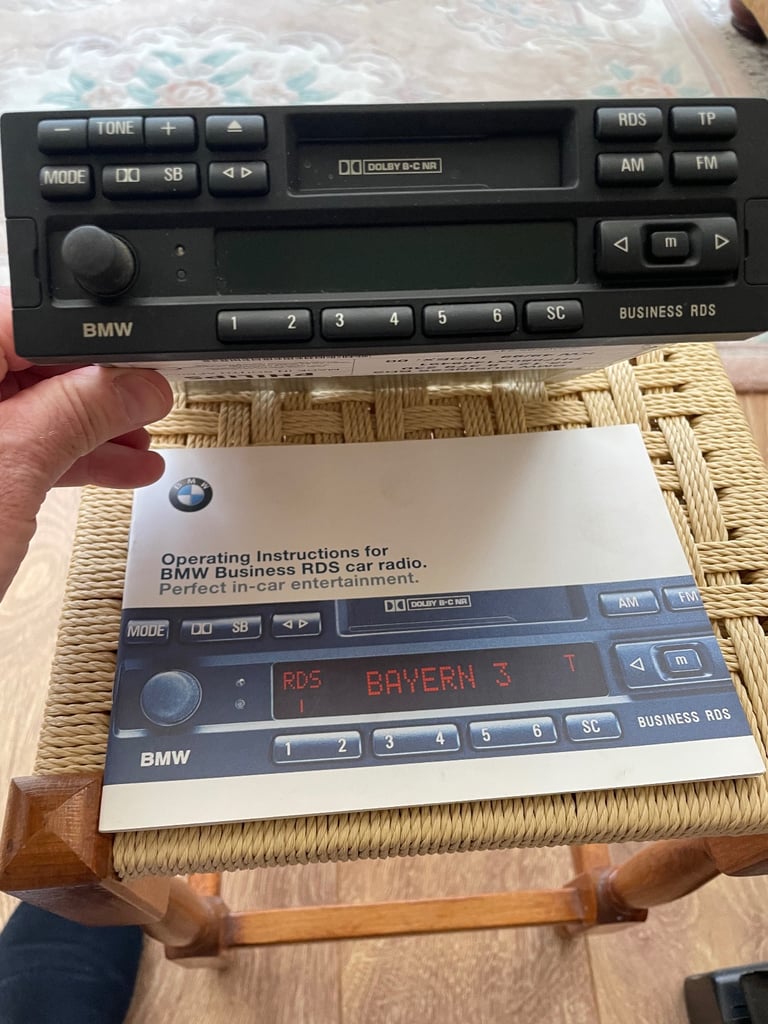 − TONE +
RDS TP
MODE SB
DOLBY B-C NR
AM FM
m
1 2 3 4 5 6 SC
BMW
BUSINESS RDS
BMW
Operating Instructions for
BMW Business RDS car radio.
Perfect in-car entertainment.
MODE SB
DOLBY B-C NR
AM FM
RDS BAYERN 3 T
1
m
1 2 3 4 5 6 SC
BMW
BUSINESS RDS